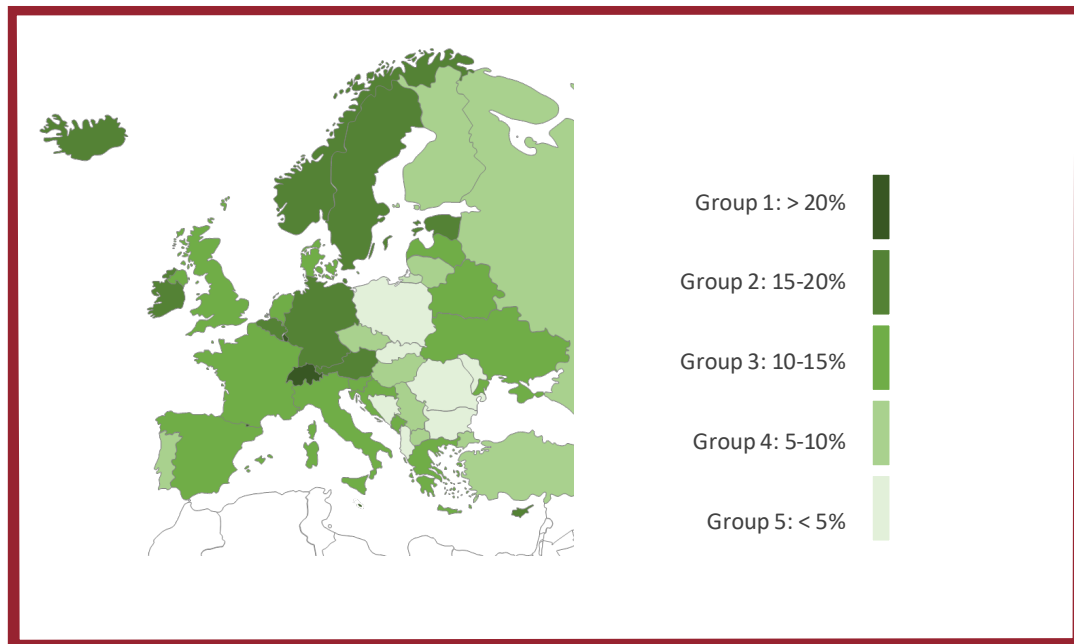 Group 1: > 20%
Group 2: 15-20%
Group 3: 10-15%
Group 4: 5-10%
Group 5: < 5%